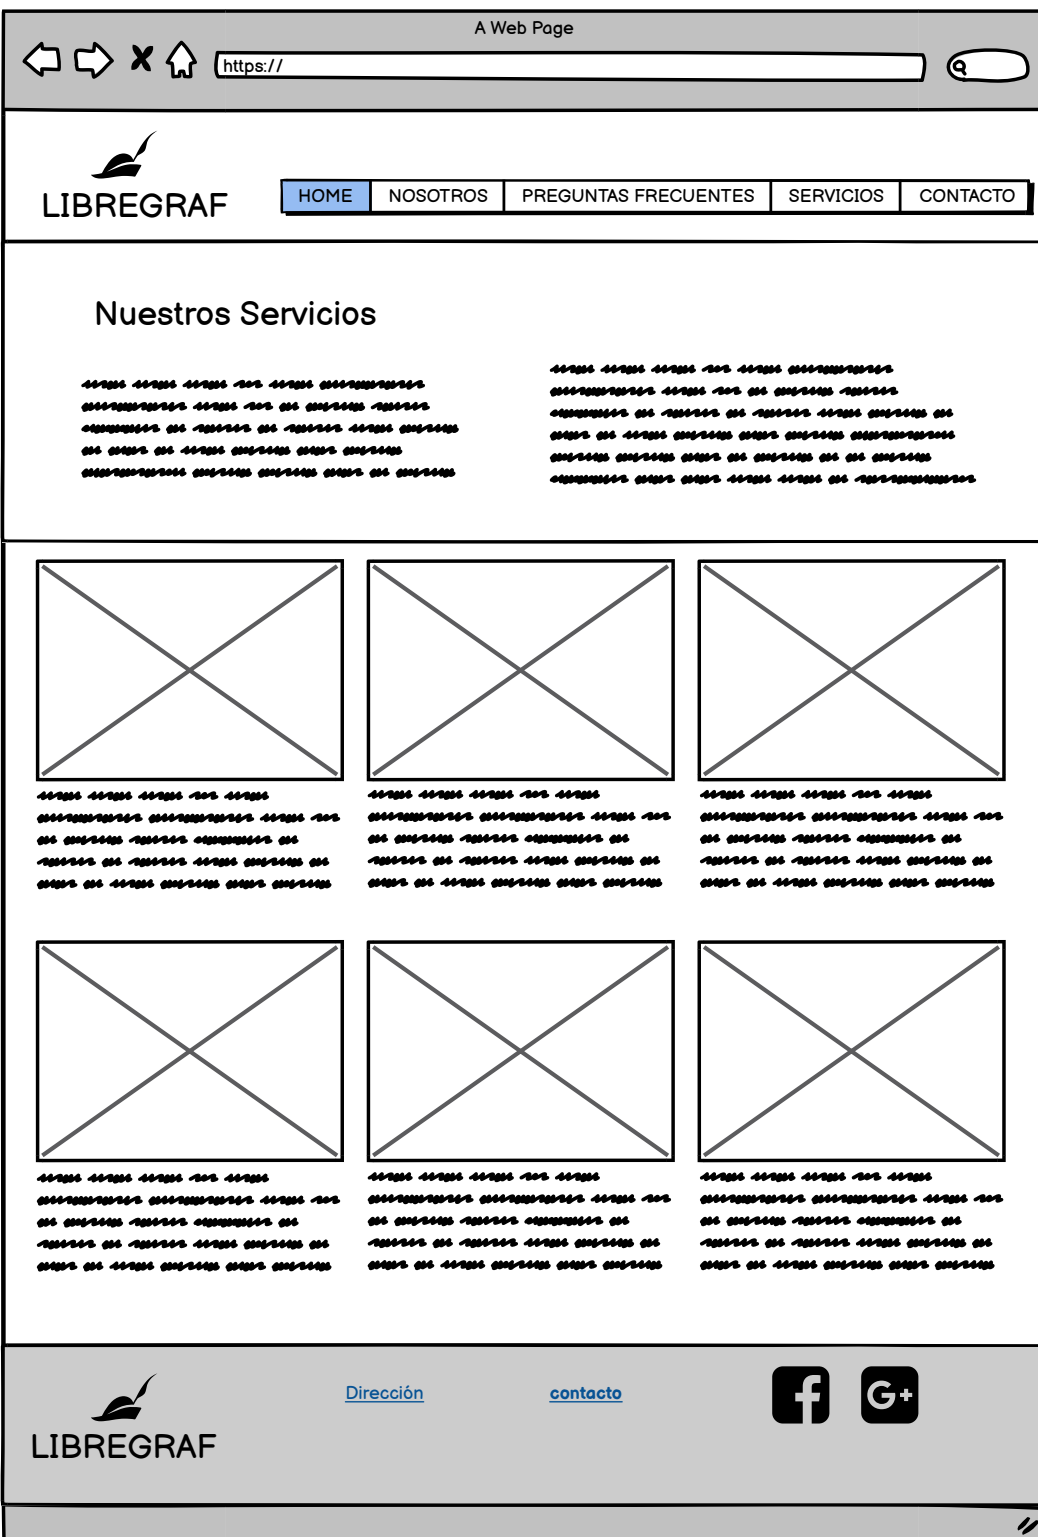 A Web Page
https://
LIBREGRAF
HOME NOSOTROS PREGUNTAS FRECUENTES SERVICIOS CONTACTO
Nuestros Servicios
Dirección contacto
LIBREGRAF